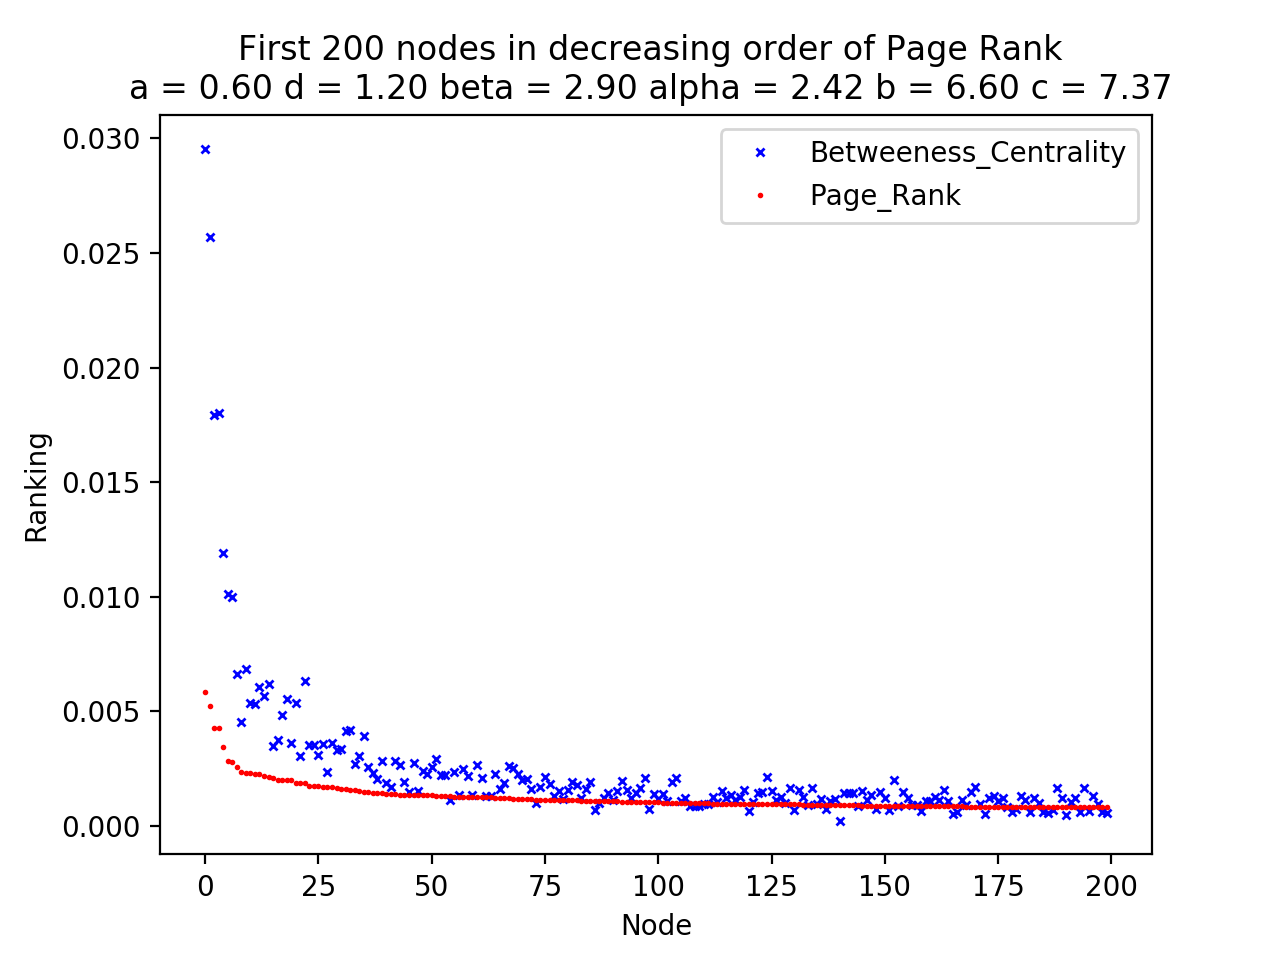 First 200 nodes in decreasing order of Page Rank
a = 0.60 d = 1.20 beta = 2.90 alpha = 2.42 b = 6.60 c = 7.37
Betweeness_Centrality
Page_Rank
0.030
0.025
0.020
0.015
0.010
0.005
0.000
Ranking
0 25 50 75 100 125 150 175 200
Node